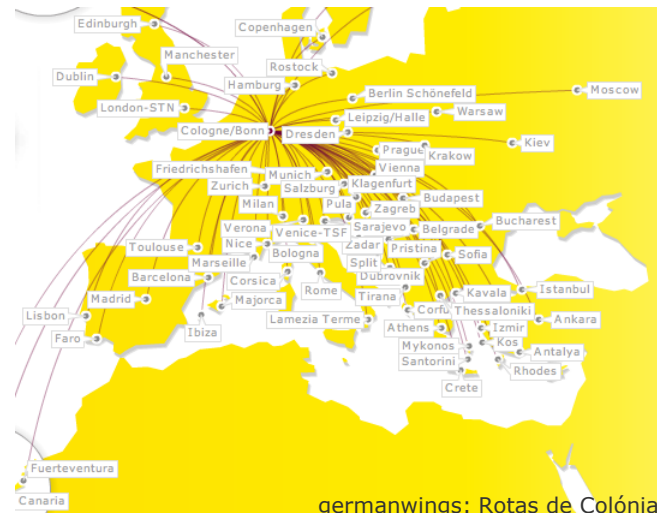 Edinburgh
Copenhagen
Manchester
Rostock
Dublin
Hamburg
Moscow
Berlin Schönefeld
London-STN
Leipzig/Halle
Warsaw
Cologne/Bonn
Dresden
Kiev
Prague
Krakow
Friedrichshafen
Munich
Vienna
Zurich
Salzburg
Klagenfurt
Milan
Pula
Zagreb
Budapest
Verona
Venice-TSF
Sarajevo
Belgrade
Bucharest
Toulouse
Nice
Zadar
Pristina
Sofia
Marseille
Bologna
Split
Barcelona
Corsica
Rome
Dubrovnik
Kavala
Istanbul
Madrid
Majorca
Tirana
Lisbon
Ibiza
Lamezia Terme
Corfu
Thessaloniki
Ankara
Faro
Athens
Izmir
Mykonos
Kos
Antalya
Santorini
Rhodes
Crete
Fuerteventura
Canaria
germanwings: Rotas de Colónia